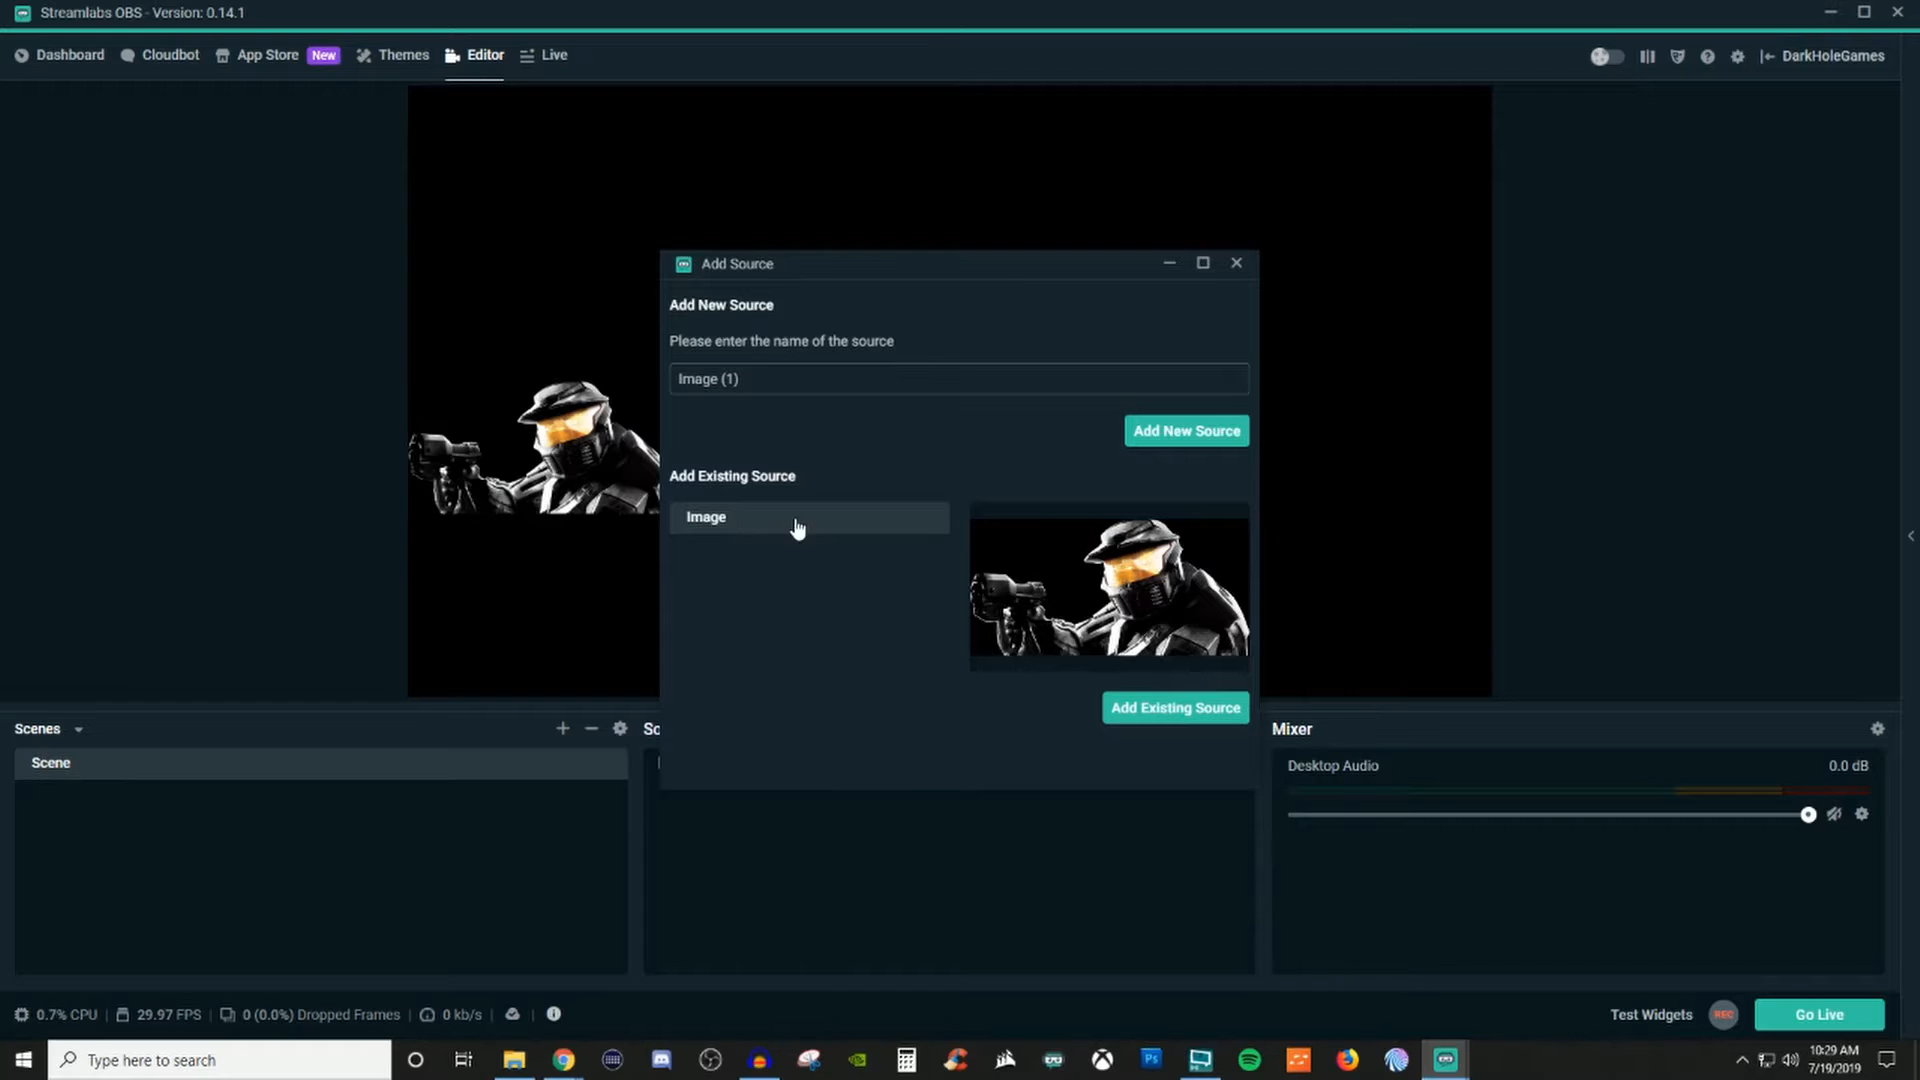 Streamlabs OBS - Version: 0.14.1
Dashboard Cloudbot App Store New Themes Editor Live DarkHoleGames
Add Source
Add New Source
Please enter the name of the source
Image (1)
Add New Source
Add Existing Source
Image
Add Existing Source
Scenes So Mixer
Scene
Desktop Audio 0.0 dB
0.7% CPU 29.97 FPS 0 (0.0%) Dropped Frames 0 kb/s Test Widgets REC Go Live
Type here to search Ps 10:29 AM
7/19/2019